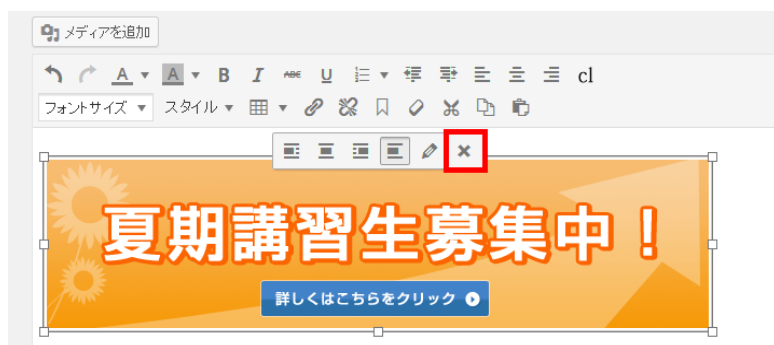 メディアを追加
A A B I ABC U cl
フォントサイズ スタイル
夏期講習生募集中！
詳しくはこちらをクリック